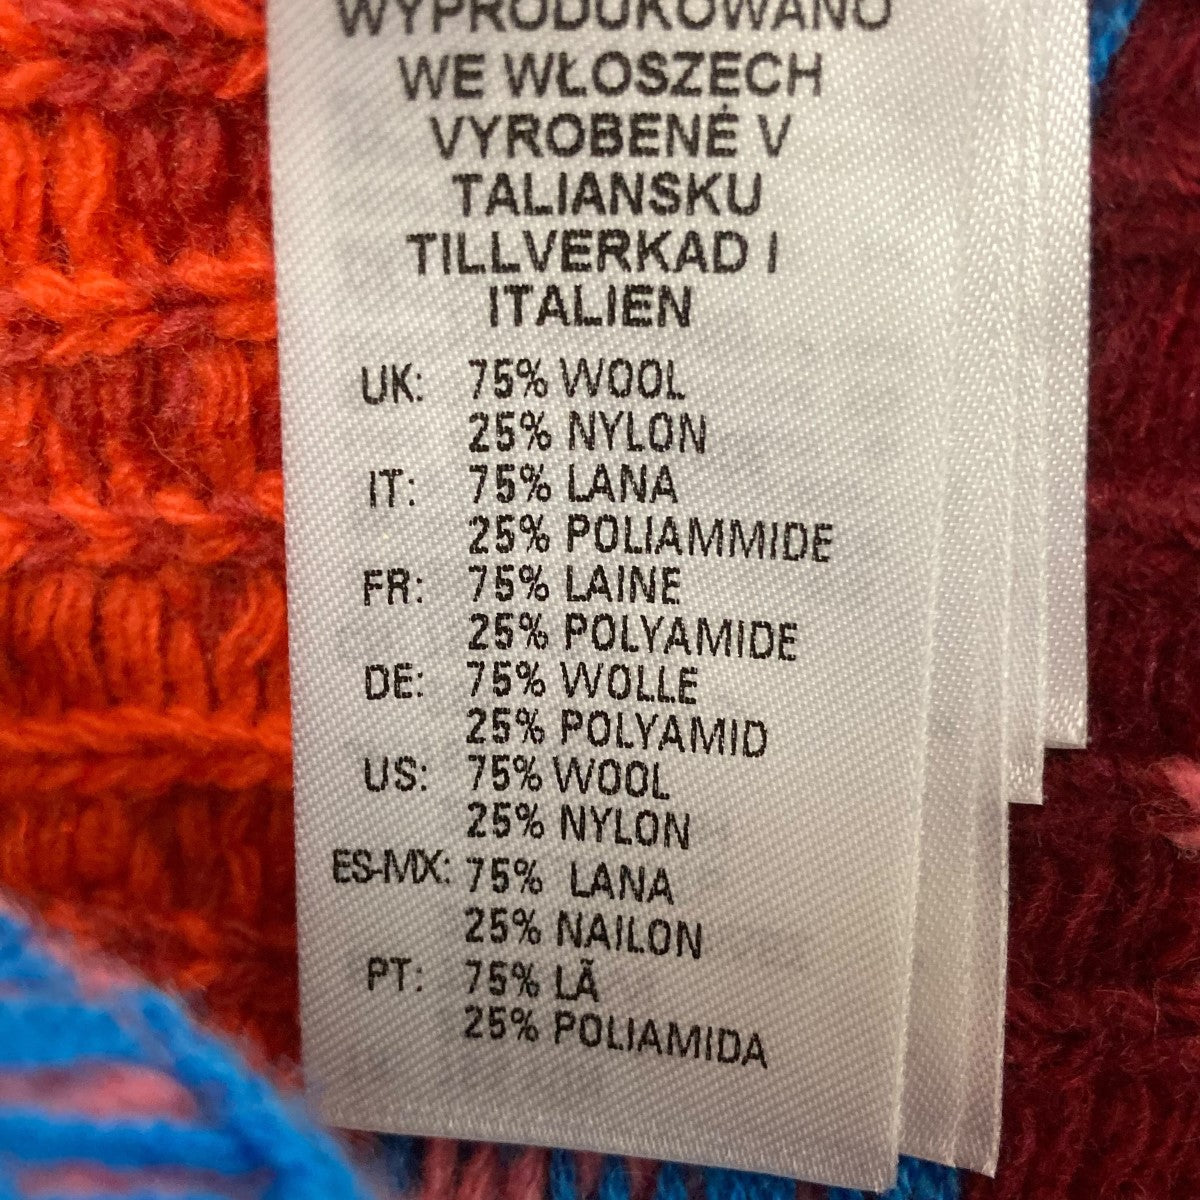 WYPRODUKOWANO
WE WŁOSZECH
VYROBENÉ V
TALIANSKU
TILLVERKAD I
ITALIEN
UK: 75% WOOL
25% NYLON
IT: 75% LANA
25% POLIAMMIDE
FR: 75% LAINE
25% POLYAMIDE
DE: 75% WOLLE
25% POLYAMID
US: 75% WOOL
25% NYLON
ES-MX: 75% LANA
25% NAILON
PT: 75% LÃ
25% POLIAMIDA